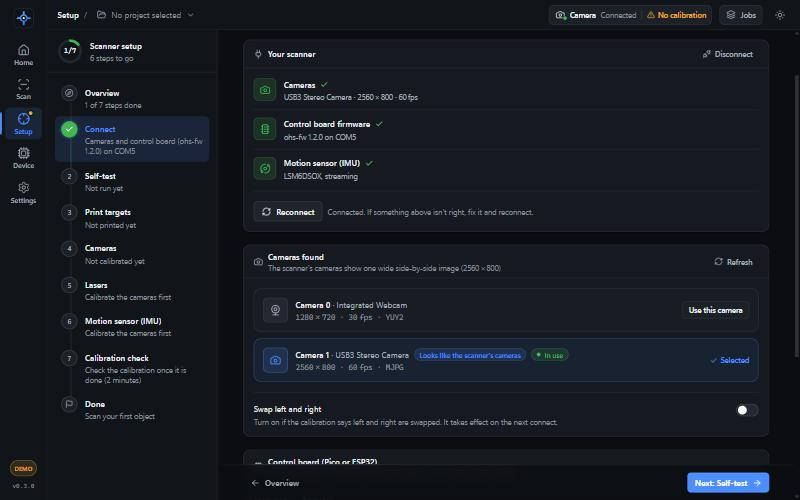 Setup / No project selected
Camera Connected No calibration
Jobs
Home
Scan
Setup
Device
Settings
DEMO
v0.3.0
1/7
Scanner setup
6 steps to go
Overview
1 of 7 steps done
Connect
Cameras and control board (ohs-fw
1.2.0) on COM5
2
Self-test
Not run yet
3
Print targets
Not printed yet
4
Cameras
Not calibrated yet
5
Lasers
Calibrate the cameras first
6
Motion sensor (IMU)
Calibrate the cameras first
7
Calibration check
Check the calibration once it is
done (2 minutes)
Done
Scan your first object
Your scanner
Disconnect
Cameras
USB3 Stereo Camera · 2560 × 800 · 60 fps
Control board firmware
ohs-fw 1.2.0 on COM5
Motion sensor (IMU)
LSM6DSOX, streaming
Reconnect
Connected. If something above isn't right, fix it and reconnect.
Cameras found
The scanner's cameras show one wide side-by-side image (2560 × 800)
Refresh
Camera 0 · Integrated Webcam
1280 × 720 · 30 fps · YUY2
Use this camera
Camera 1 · USB3 Stereo Camera Looks like the scanner's cameras In use
2560 × 800 · 60 fps · MJPG
Selected
Swap left and right
Turn on if the calibration says left and right are swapped. It takes effect on the next connect.
Control board (Pico or ESP32)
Overview
Next: Self-test